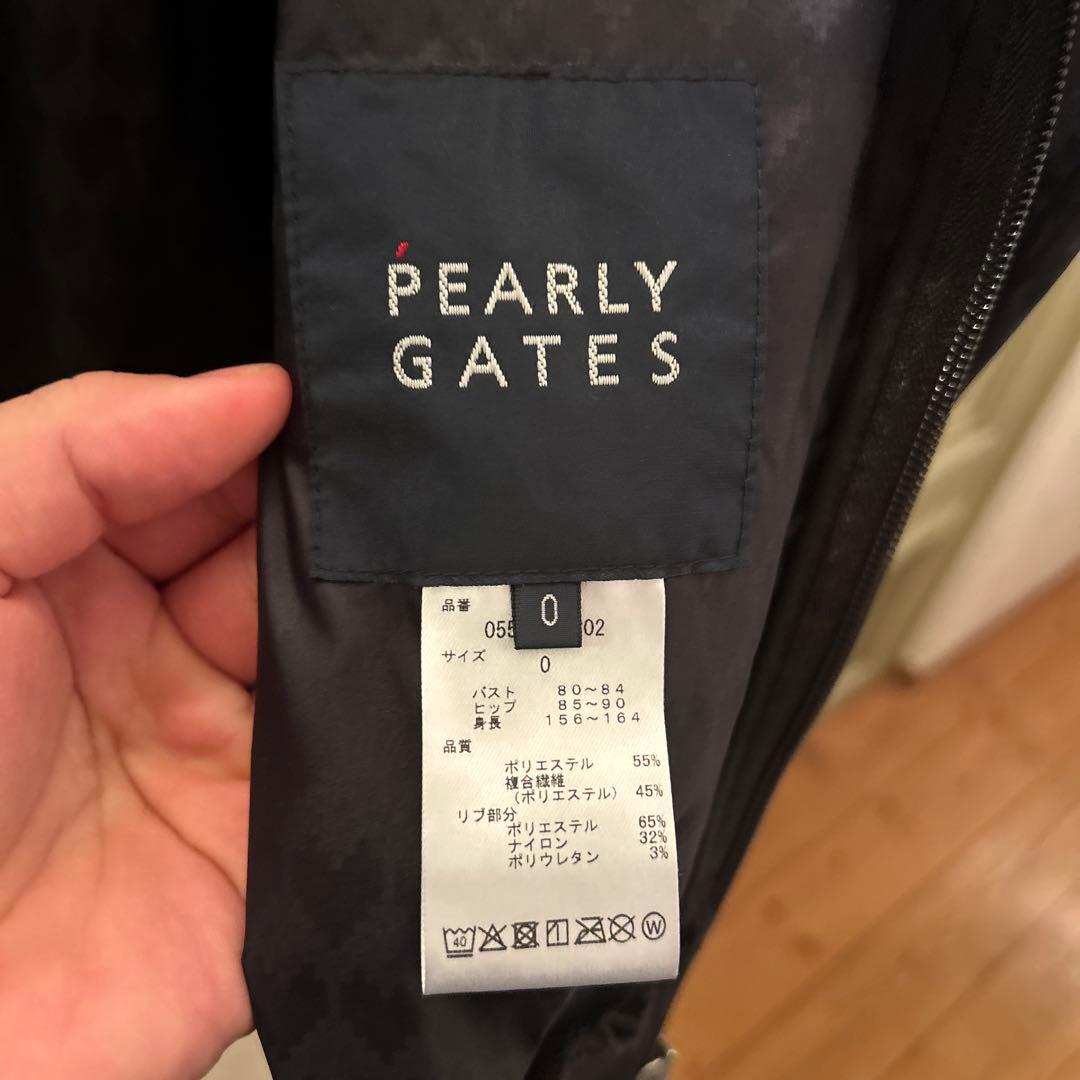 PEARLY
GATES
0
品番
055 02
サイズ
0
バスト 80~84
ヒップ 85~90
身長 156~164
品質
ポリエステル 55%
複合繊維
(ポリエステル) 45%
リブ部分
ポリエステル 65%
ナイロン 32%
ポリウレタン 3%
40
W